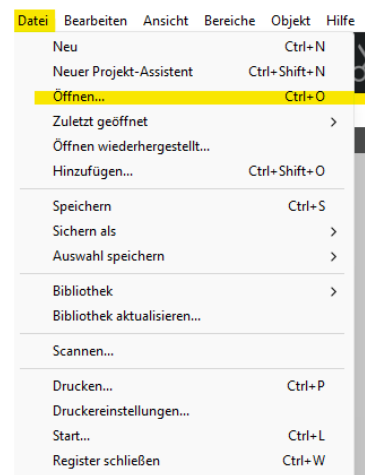 Datei Bearbeiten Ansicht Bereiche Objekt Hilfe
Neu Ctrl+N
Neuer Projekt-Assistent Ctrl+Shift+N
Öffnen... Ctrl+O
Zuletzt geöffnet >
Öffnen wiederhergestellt...
Hinzufügen... Ctrl+Shift+O
Speichern Ctrl+S
Sichern als >
Auswahl speichern >
Bibliothek >
Bibliothek aktualisieren...
Scannen...
Drucken... Ctrl+P
Druckereinstellungen...
Start... Ctrl+L
Register schließen Ctrl+W